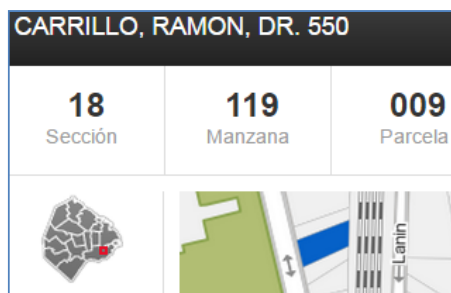 CARRILLO, RAMON, DR. 550
18 119 009
Sección Manzana Parcela
Lanin